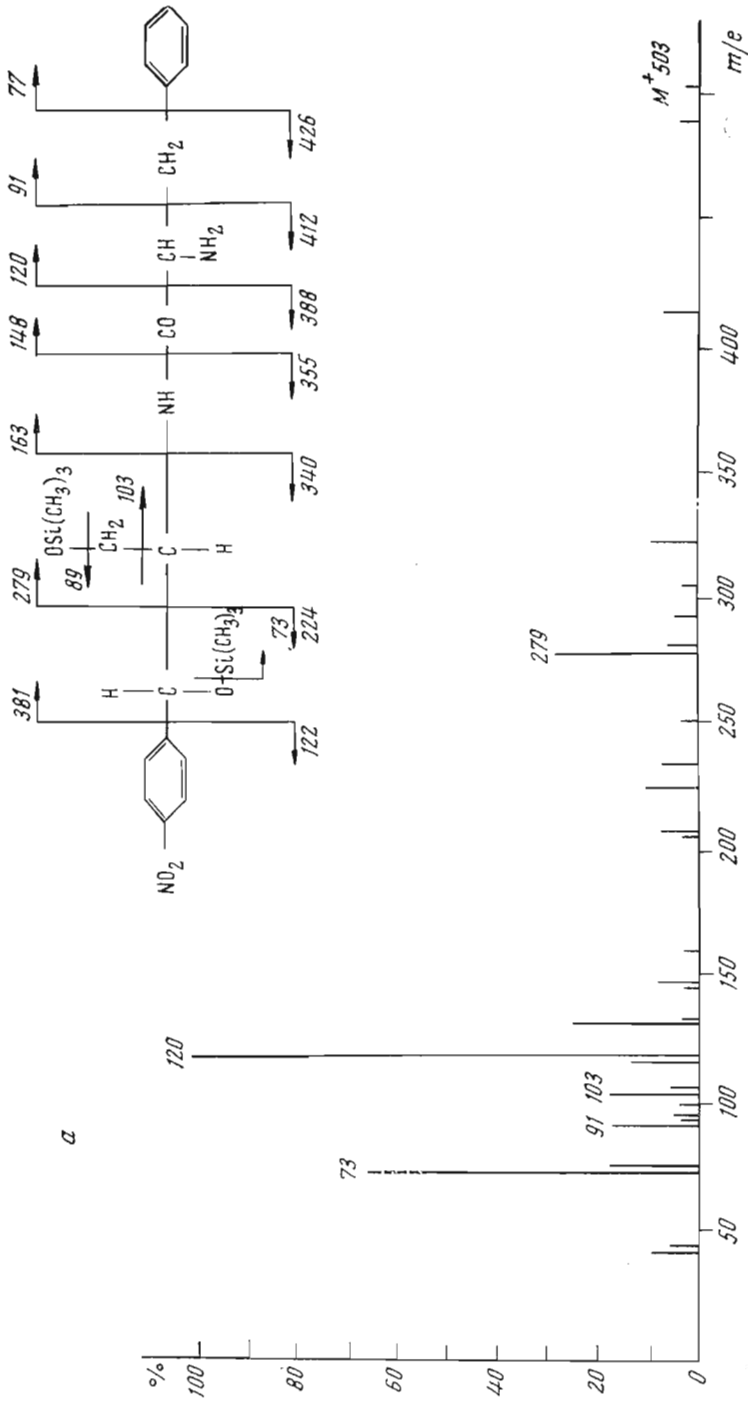 a
381 279 163 148 120 91 77
OSi(CH₃)₃
89
CH₂
103
H
NO₂ C C NH CO CH CH₂
H NH₂
O Si(CH₃)₃
73
122 224 340 355 388 412 426
%
100
80
60
40
20
0
73
91
103
120
279
M⁺ 503
50 100 150 200 250 300 350 400 m/e